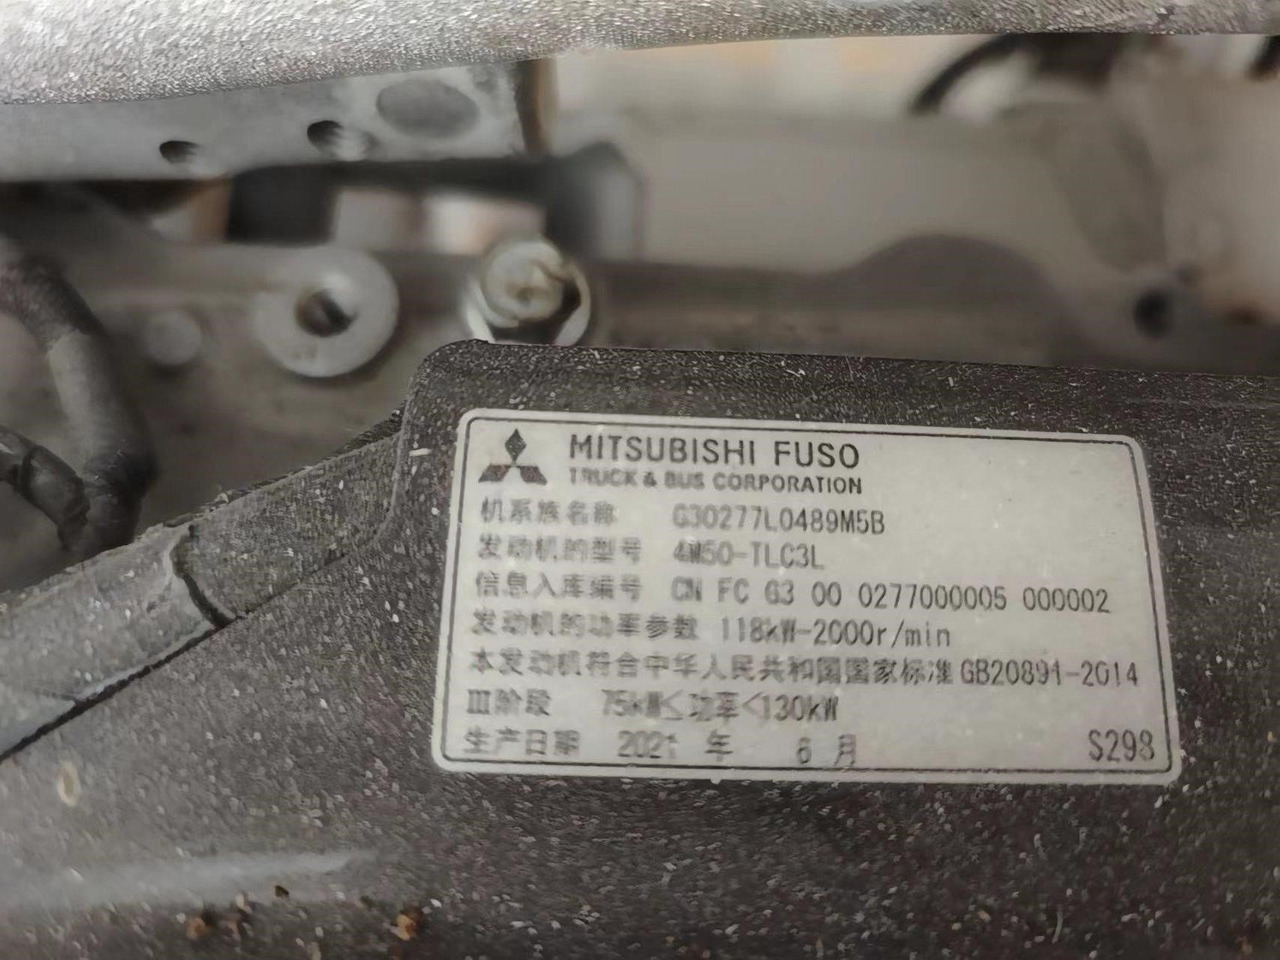 MITSUBISHI FUSO
TRUCK & BUS CORPORATION
机系族名称 G30277L0489M5B
发动机的型号 4M50-TLC3L
信息入库编号 CN FC G3 00 0277000005 000002
发动机的功率参数 118kW-2000r/min
本发动机符合中华人民共和国国家标准GB20891-2014
III阶段 75kW≤功率<130kW
生产日期 2021 年 6 月 S298